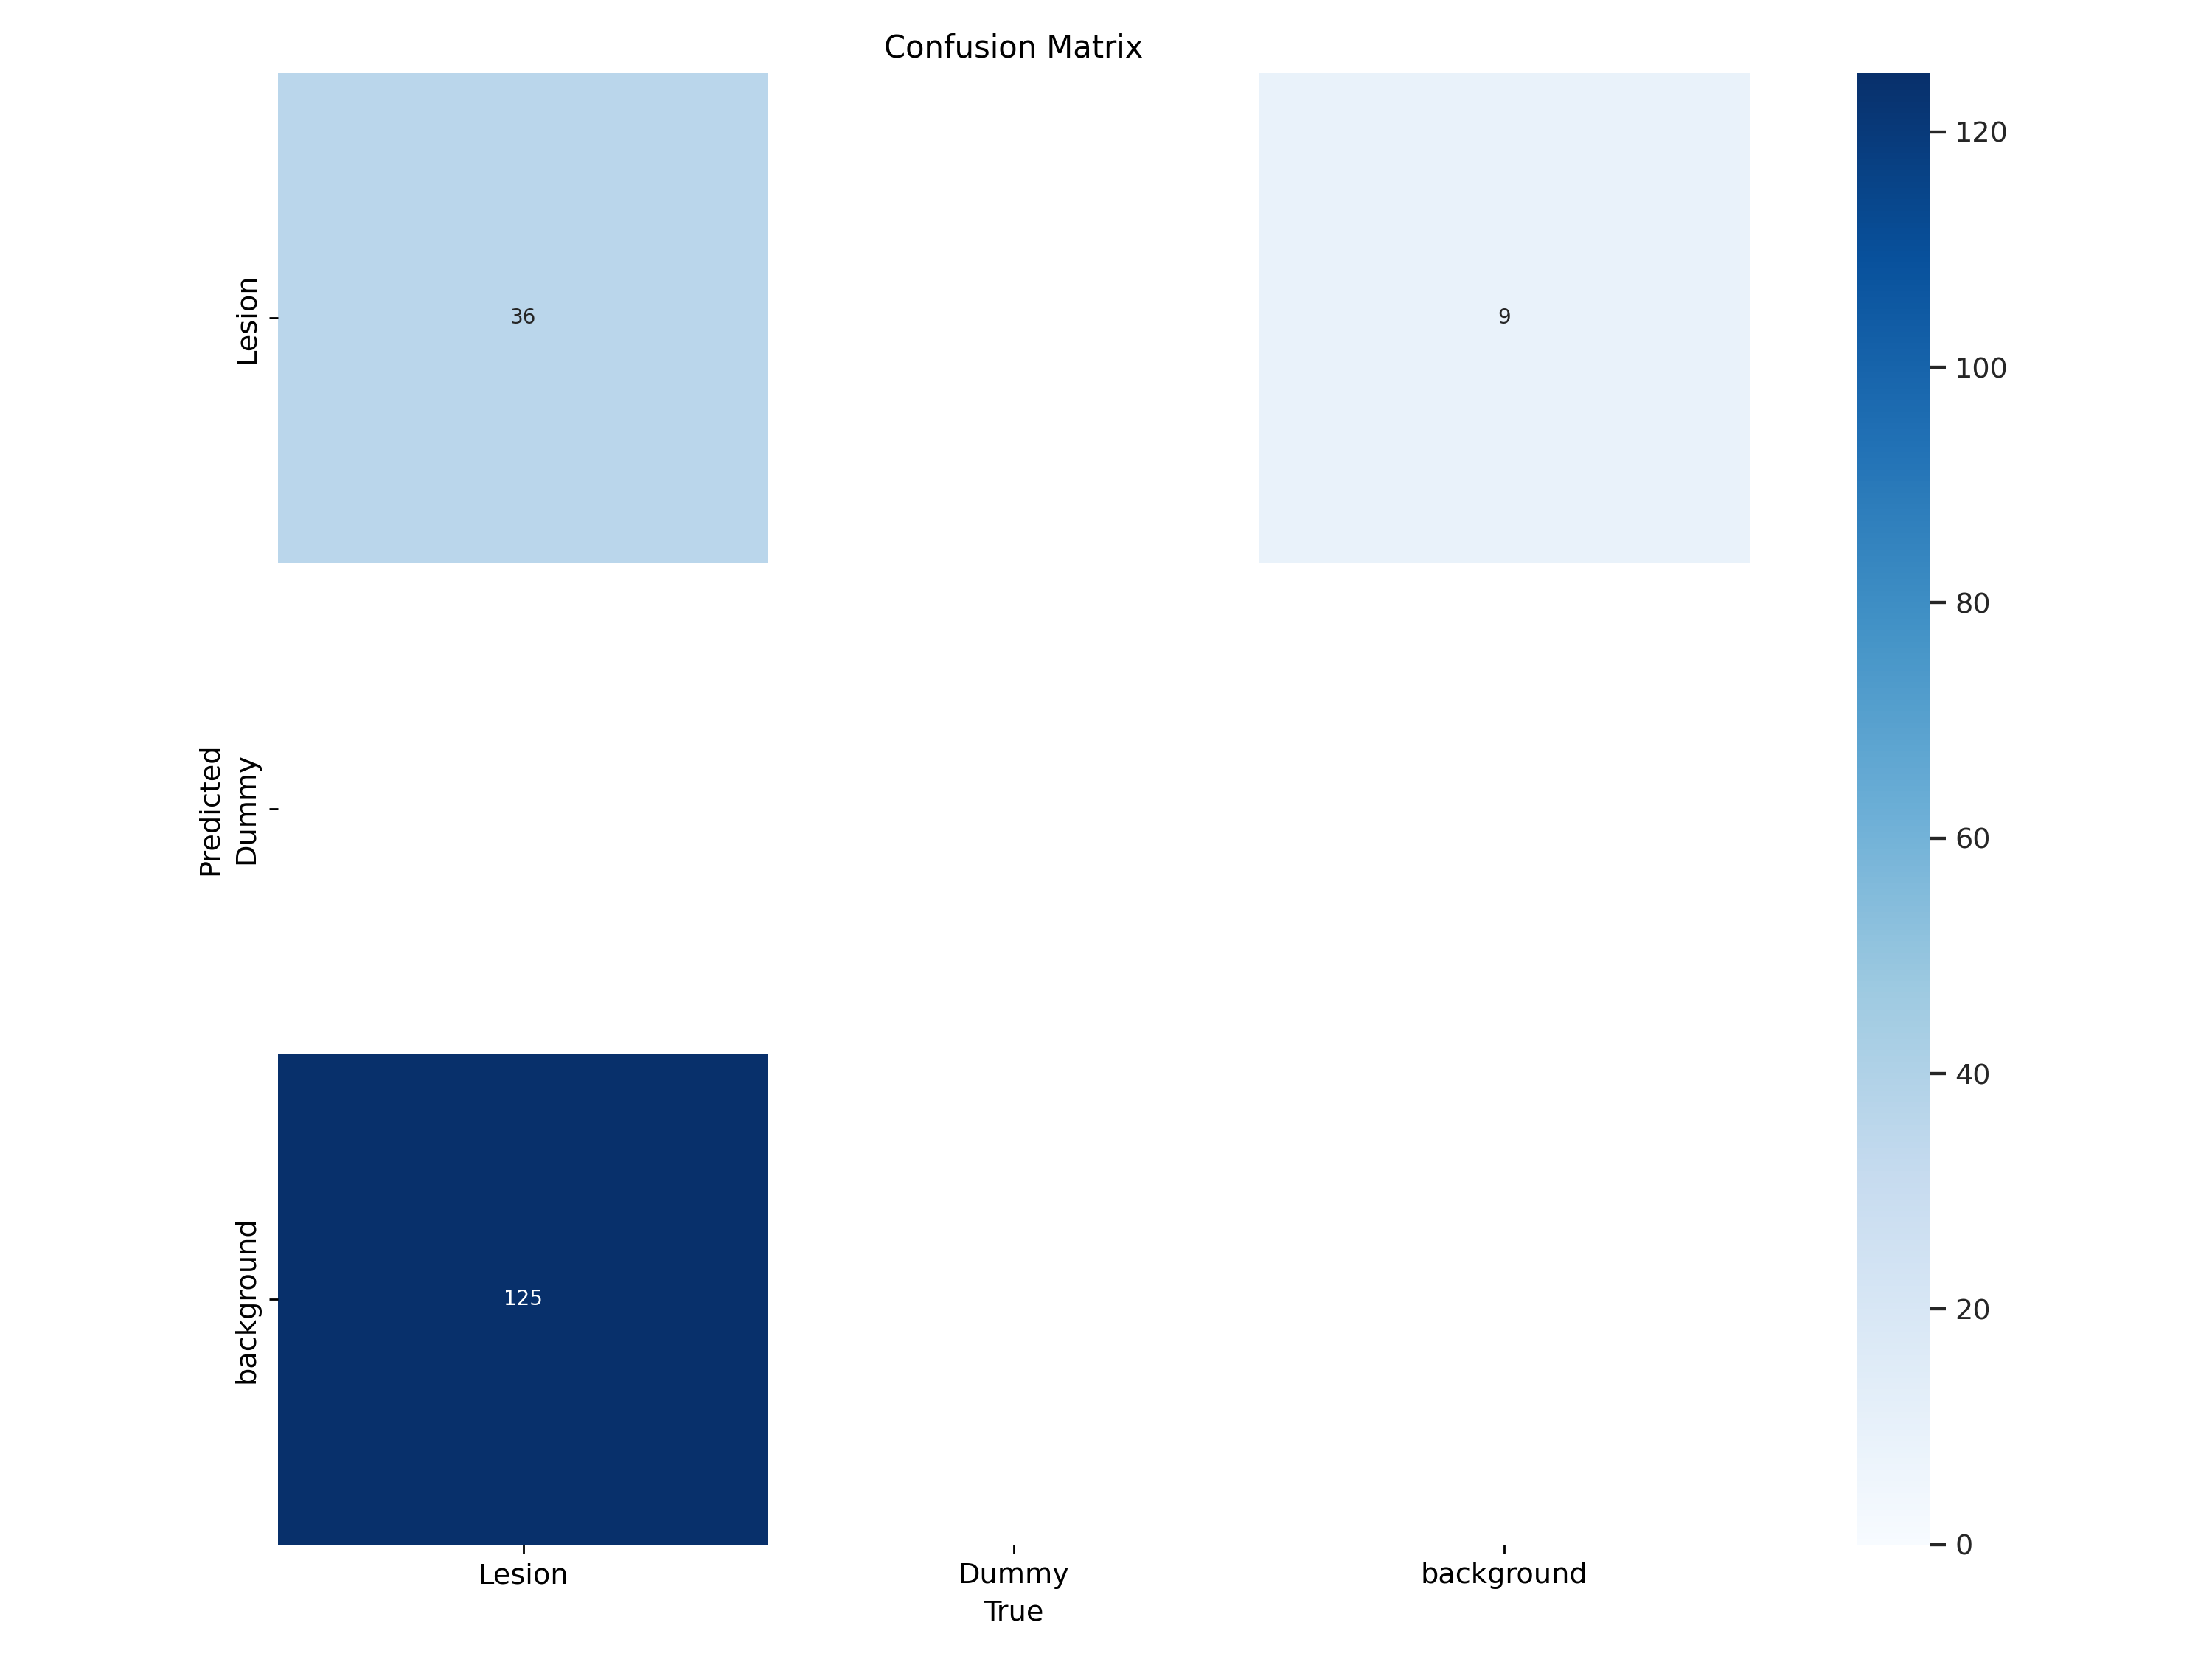 Confusion Matrix
Lesion
36
9
120
100
80
Predicted
Dummy
60
40
background
125
20
0
Lesion
Dummy
background
True